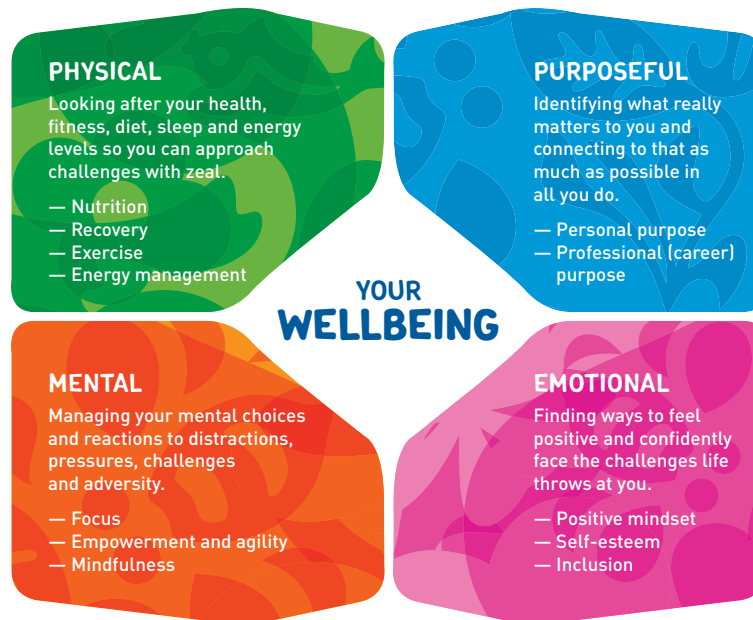 PHYSICAL
Looking after your health,
fitness, diet, sleep and energy
levels so you can approach
challenges with zeal.
— Nutrition
— Recovery
— Exercise
— Energy management
PURPOSEFUL
Identifying what really
matters to you and
connecting to that as
much as possible in
all you do.
— Personal purpose
— Professional (career)
purpose
YOUR
WELLBEING
MENTAL
Managing your mental choices
and reactions to distractions,
pressures, challenges
and adversity.
— Focus
— Empowerment and agility
— Mindfulness
EMOTIONAL
Finding ways to feel
positive and confidently
face the challenges life
throws at you.
— Positive mindset
— Self-esteem
— Inclusion